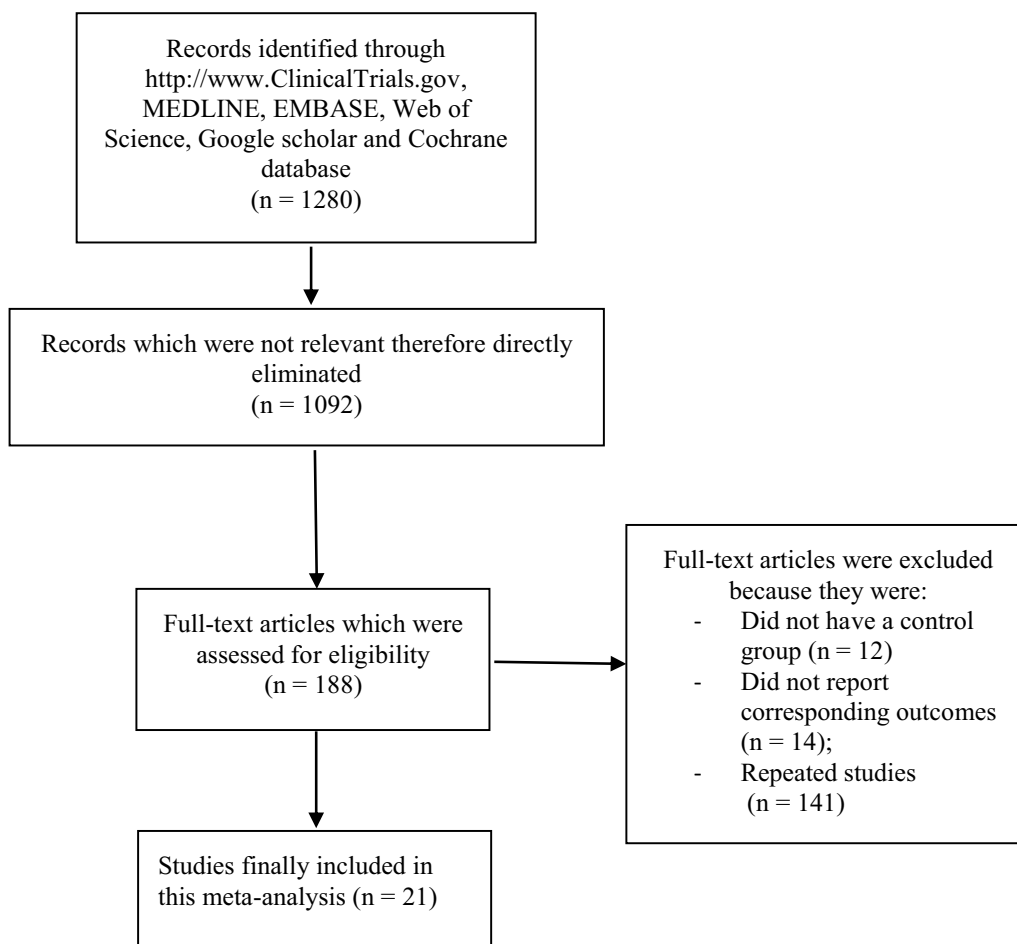 Records identified through
http://www.ClinicalTrials.gov,
MEDLINE, EMBASE, Web of
Science, Google scholar and Cochrane
database
(n = 1280)
Records which were not relevant therefore directly
eliminated
(n = 1092)
Full-text articles which were
assessed for eligibility
(n = 188)
Full-text articles were excluded
because they were:
- Did not have a control
group (n = 12)
- Did not report
corresponding outcomes
(n = 14);
- Repeated studies
(n = 141)
Studies finally included in
this meta-analysis (n = 21)